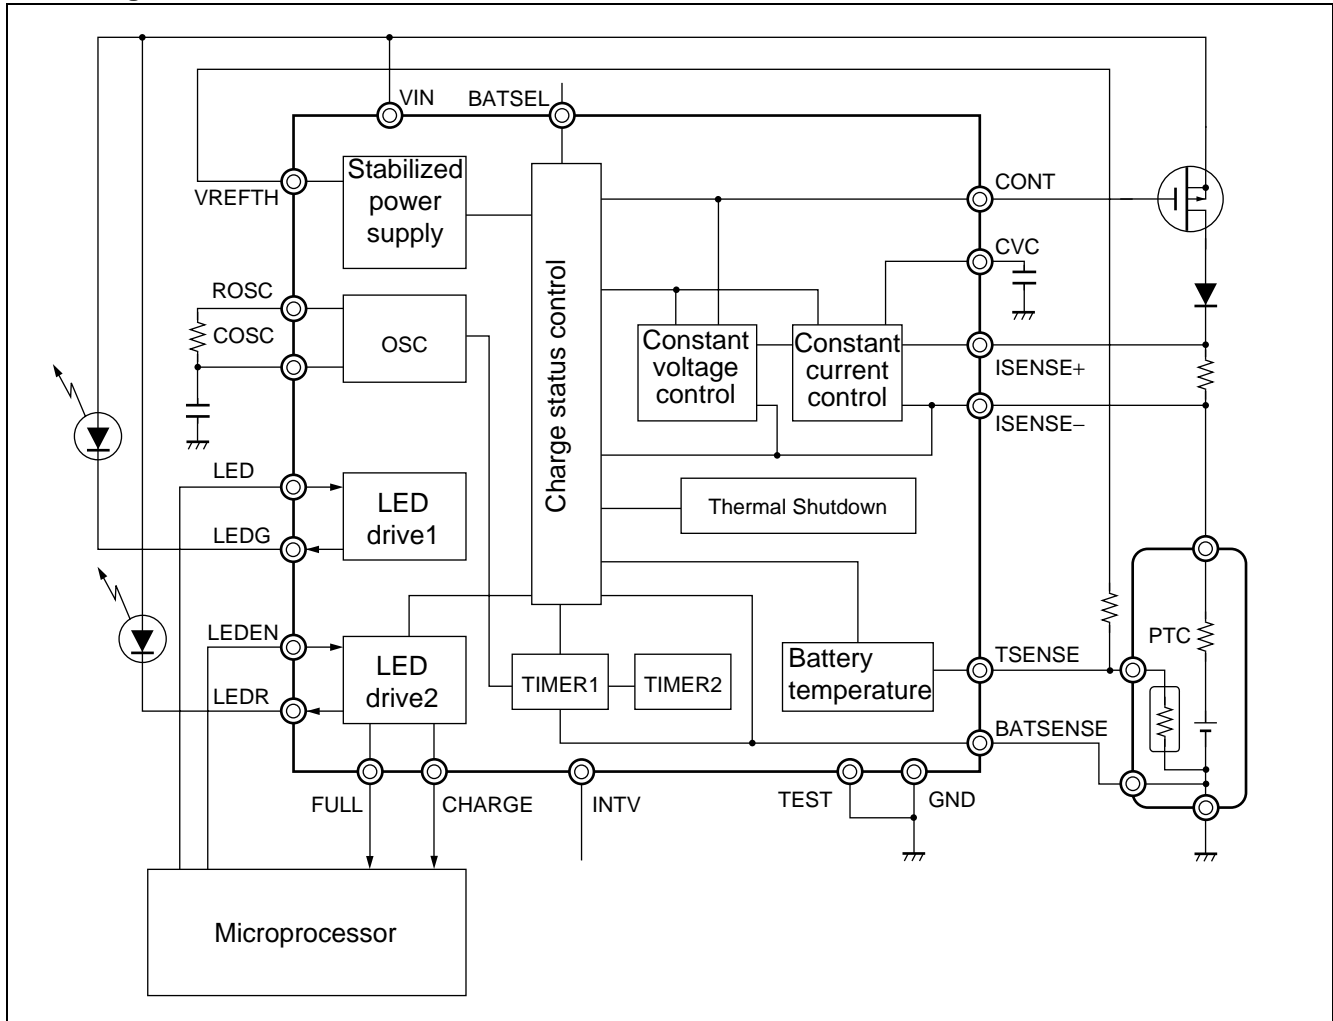 VIN
BATSEL
VREFTH
Stabilized
power
supply
CONT
CVC
ROSC
COSC
OSC
Charge status control
Constant
voltage
control
Constant
current
control
ISENSE+
ISENSE−
LED
LED
drive1
LEDG
Thermal Shutdown
LEDEN
LED
drive2
LEDR
TIMER1
TIMER2
Battery
temperature
TSENSE
PTC
BATSENSE
FULL
CHARGE
INTV
TEST
GND
Microprocessor